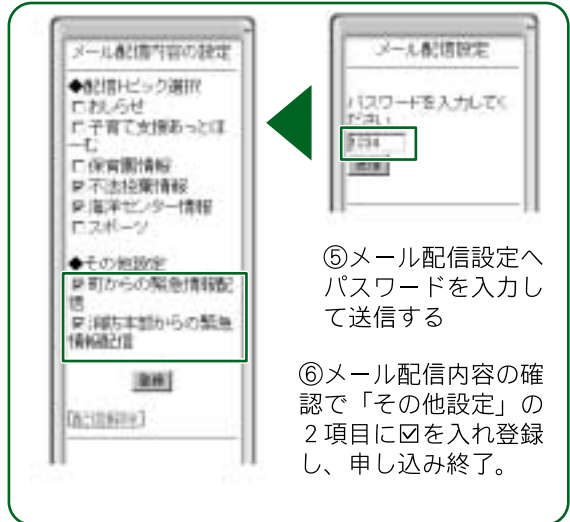 メール配信内容の設定
◆配信トピック選択
□おしらせ
□子育て支援あっとほ
ーむ
□保育園情報
☑不法投棄情報
☑海洋センター情報
□スポーツ
◆その他設定
☑町からの緊急情報配
信
☑消防本部からの緊急
情報配信
登録
[配信解除]
メール配信設定
パスワードを入力してく
ださい
1234
送信
⑤メール配信設定へ
パスワードを入力し
て送信する
⑥メール配信内容の確
認で「その他設定」の
２項目に☑を入れ登録
し、申し込み終了。